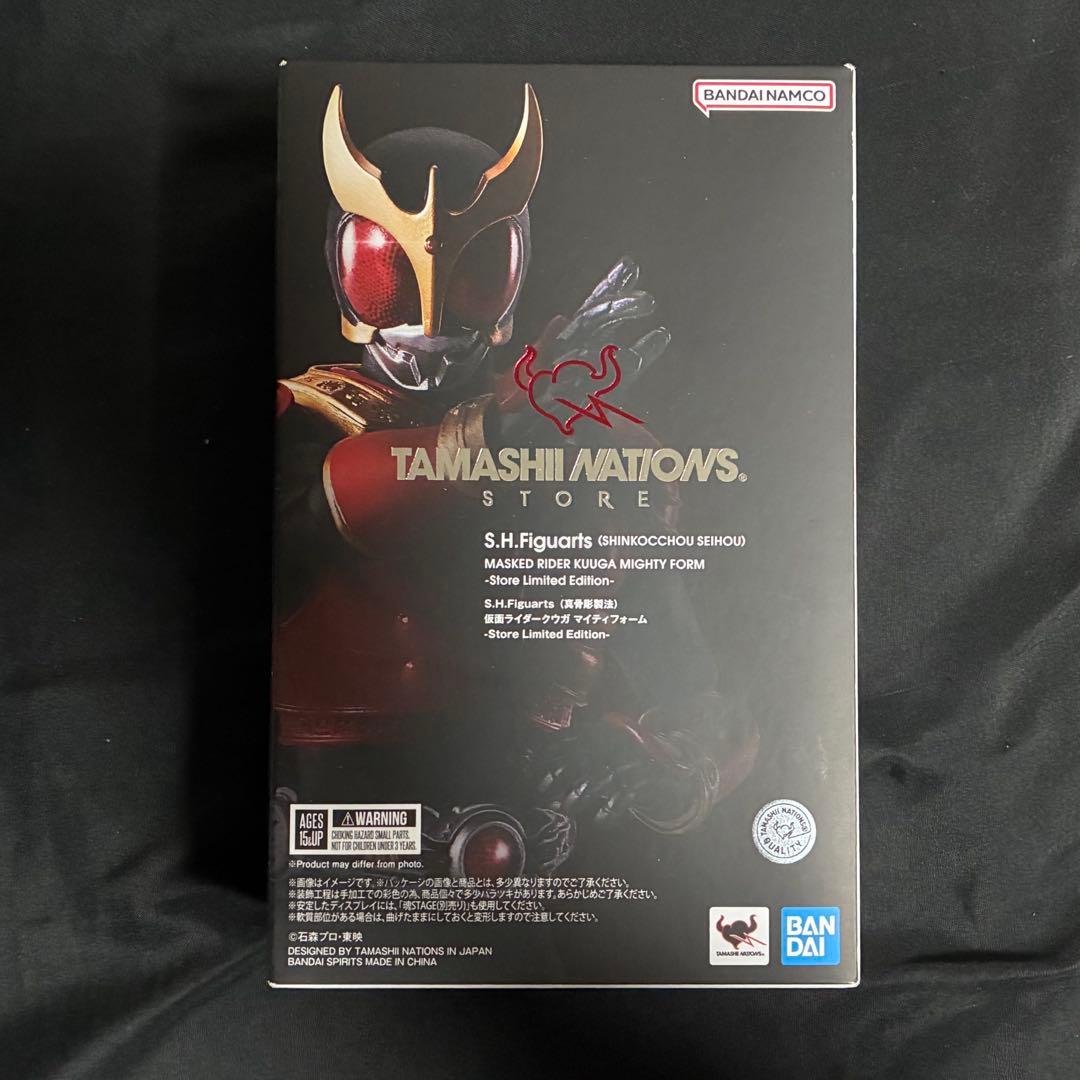 BANDAI NAMCO
TAMASHII NATIONS®
STORE
S.H.Figuarts (SHINKOCCHOU SEIHOU)
MASKED RIDER KUUGA MIGHTY FORM
-Store Limited Edition-
S.H.Figuarts（真骨彫製法）
仮面ライダークウガ マイティフォーム
-Store Limited Edition-
AGES
15&UP
WARNING
CHOKING HAZARD SMALL PARTS.
NOT FOR CHILDREN UNDER 3 YEARS.
※Product may differ from photo.
TAMASHII NATIONS
QUALITY
※画像はイメージです。※パッケージの画像と商品とは、多少異なりますのでご了承ください。
※装飾工程は手加工での彩色の為、商品個々で多少バラツキがあります。あらかじめご了承ください。
※安定したディスプレイには、「魂STAGE(別売り)」も使用してください。
※軟質部位がある場合は、曲げたままにしておくと変形しますので注意してください。
©石森プロ・東映
DESIGNED BY TAMASHII NATIONS IN JAPAN
BANDAI SPIRITS MADE IN CHINA
TAMASHII NATIONS®
BAN
DAI